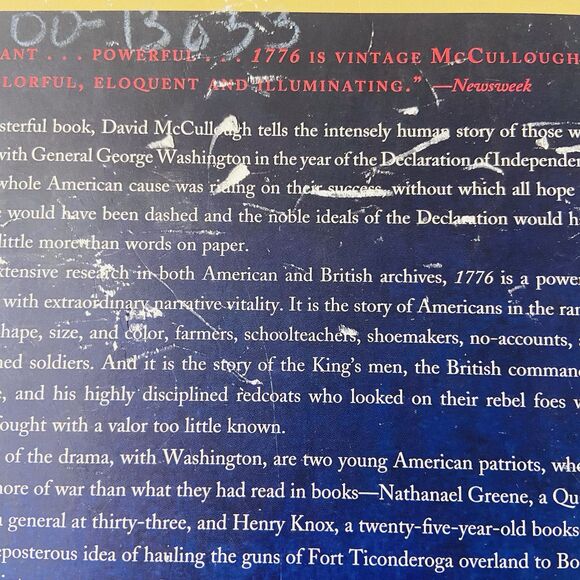 00-13033
ANT . . . POWERFUL . . . 1776 IS VINTAGE MCCULLOUGH
LORFUL, ELOQUENT AND ILLUMINATING." —Newsweek
sterful book, David McCullough tells the intensely human story of those w
with General George Washington in the year of the Declaration of Independen
whole American cause was riding on their success, without which all hope
e would have been dashed and the noble ideals of the Declaration would h
little more than words on paper.
xtensive research in both American and British archives, 1776 is a power
with extraordinary narrative vitality. It is the story of Americans in the ran
hape, size, and color, farmers, schoolteachers, shoemakers, no-accounts,
ned soldiers. And it is the story of the King's men, the British command
e, and his highly disciplined redcoats who looked on their rebel foes w
fought with a valor too little known.
of the drama, with Washington, are two young American patriots, who
more of war than what they had read in books—Nathanael Greene, a Qu
a general at thirty-three, and Henry Knox, a twenty-five-year-old books
eposterous idea of hauling the guns of Fort Ticonderoga overland to Bo